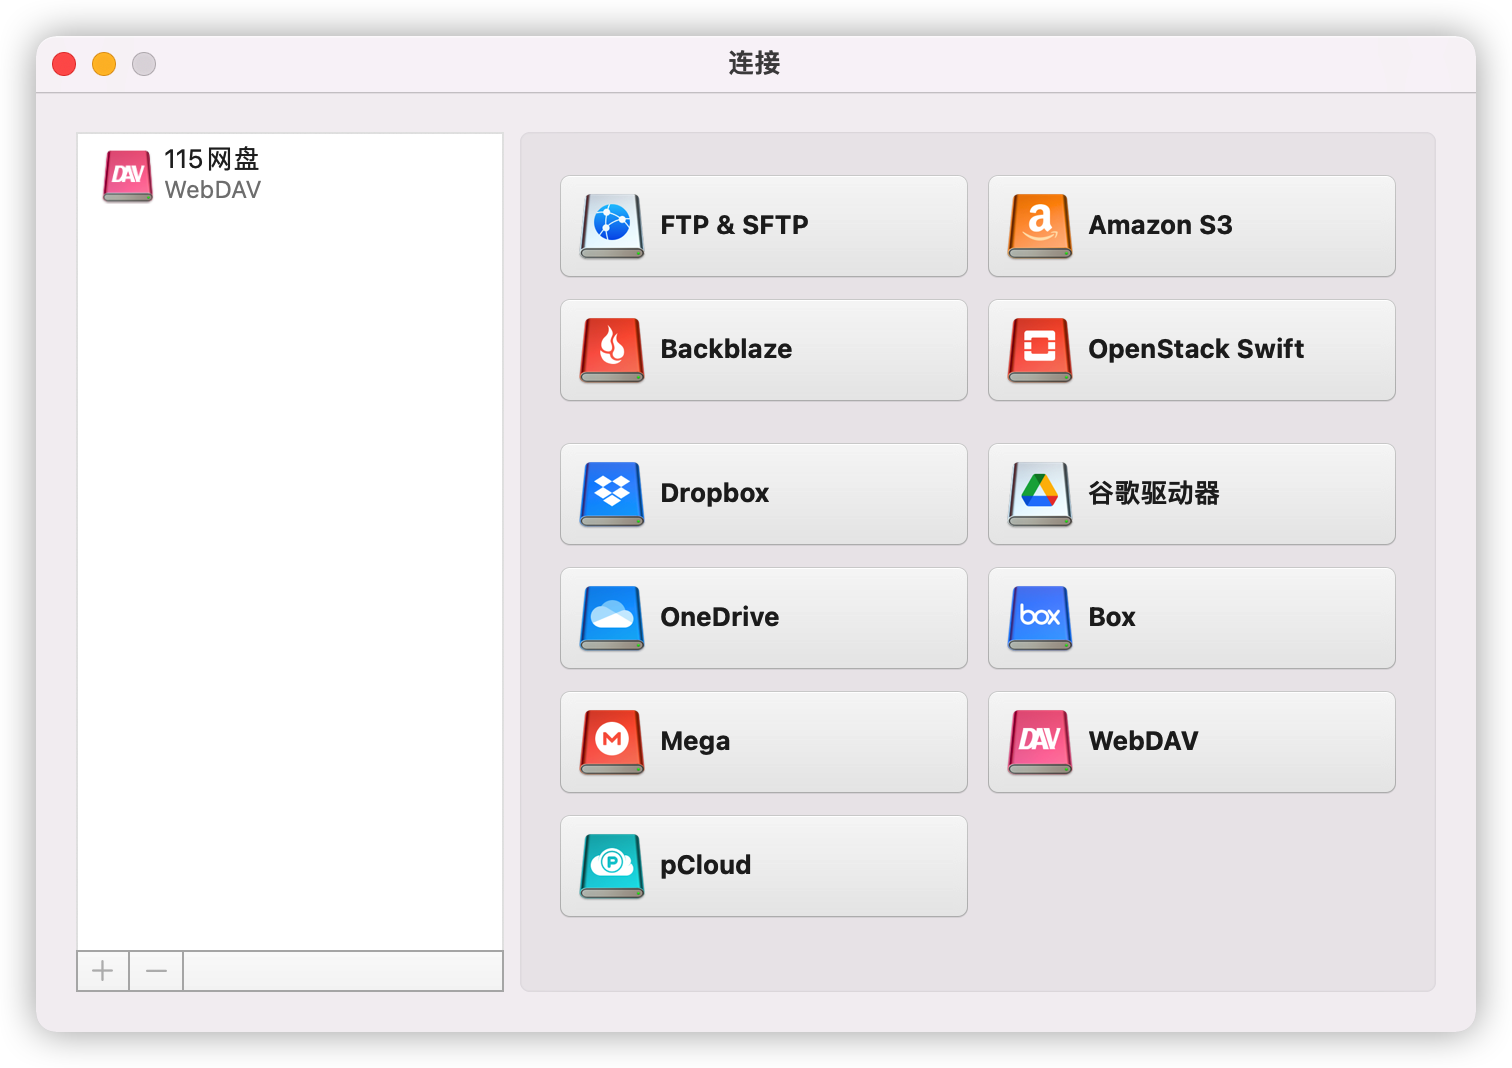 连接
DAV
115网盘
WebDAV
FTP & SFTP
a
Amazon S3
Backblaze
OpenStack Swift
Dropbox
谷歌驱动器
OneDrive
box
Box
M
Mega
DAV
WebDAV
P
pCloud